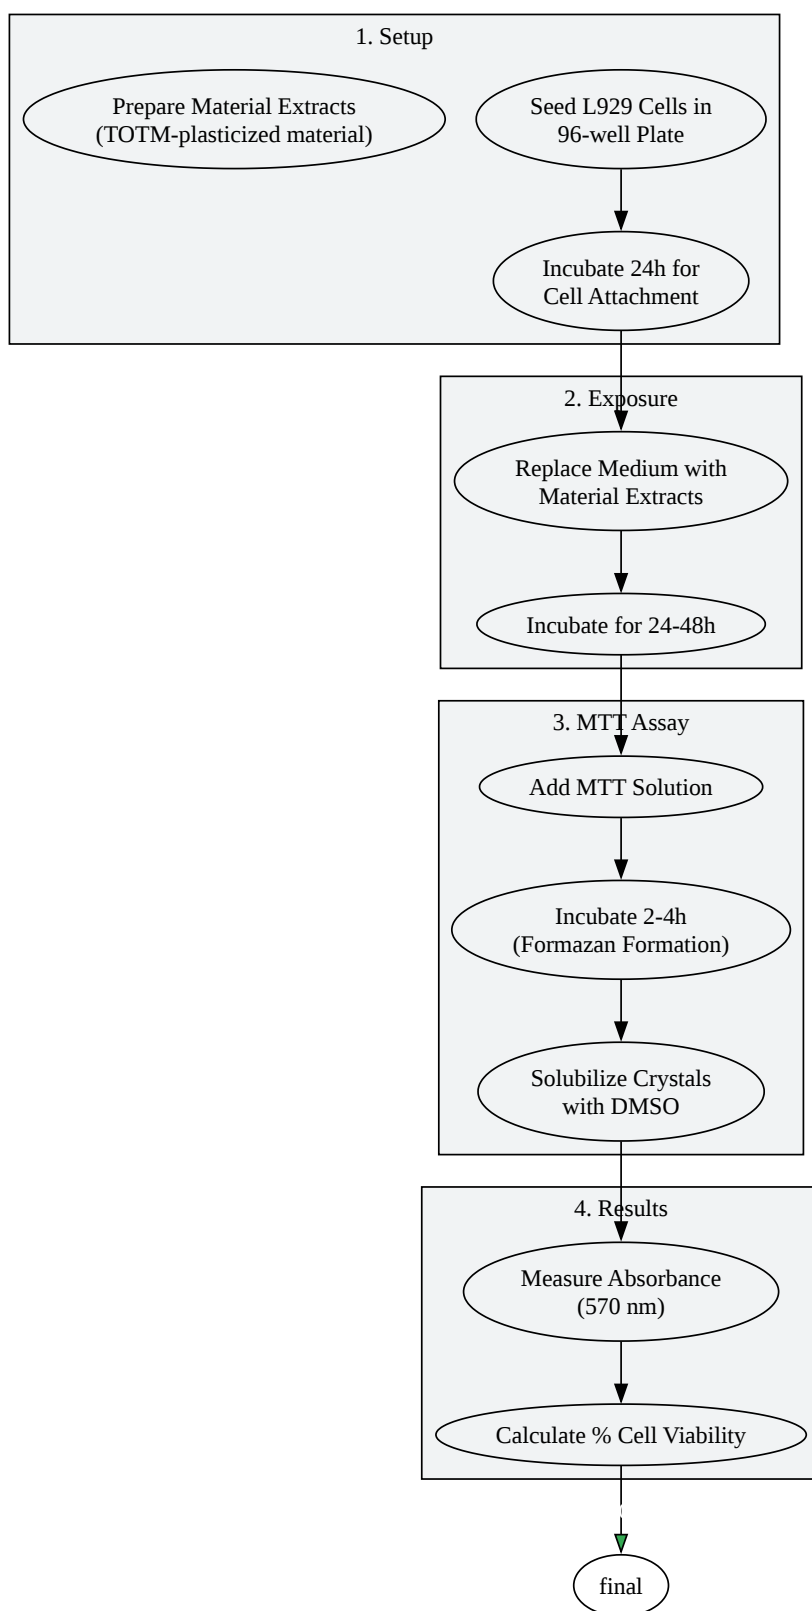 1. Setup
Prepare Material Extracts
(TOTM-plasticized material)
Seed L929 Cells in
96-well Plate
Incubate 24h for
Cell Attachment
2. Exposure
Replace Medium with
Material Extracts
Incubate for 24-48h
3. MTT Assay
Add MTT Solution
Incubate 2-4h
(Formazan Formation)
Solubilize Crystals
with DMSO
4. Results
Measure Absorbance
(570 nm)
Calculate % Cell Viability
final